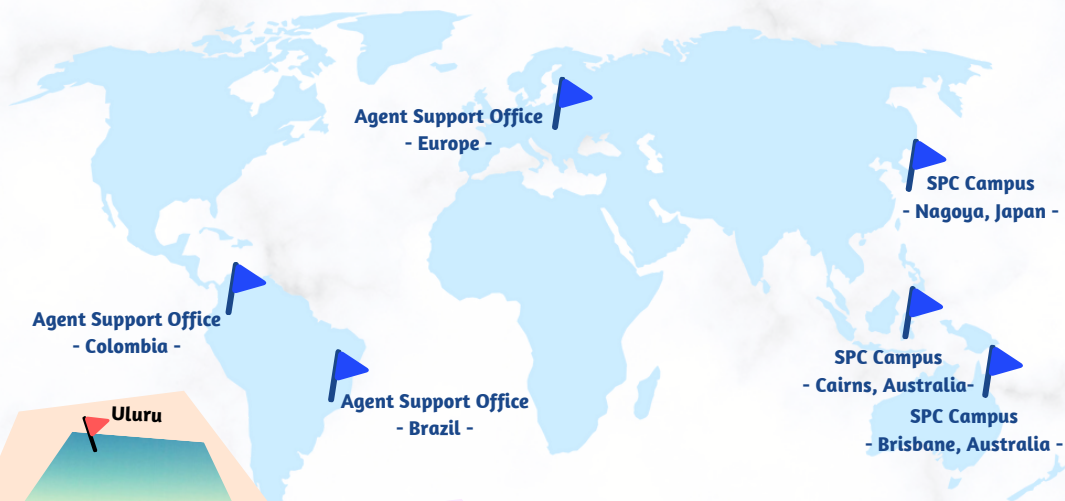 Agent Support Office
- Europe -
SPC Campus
- Nagoya, Japan -
Agent Support Office
- Colombia -
SPC Campus
- Cairns, Australia-
Agent Support Office
- Brazil -
SPC Campus
- Brisbane, Australia -
Uluru